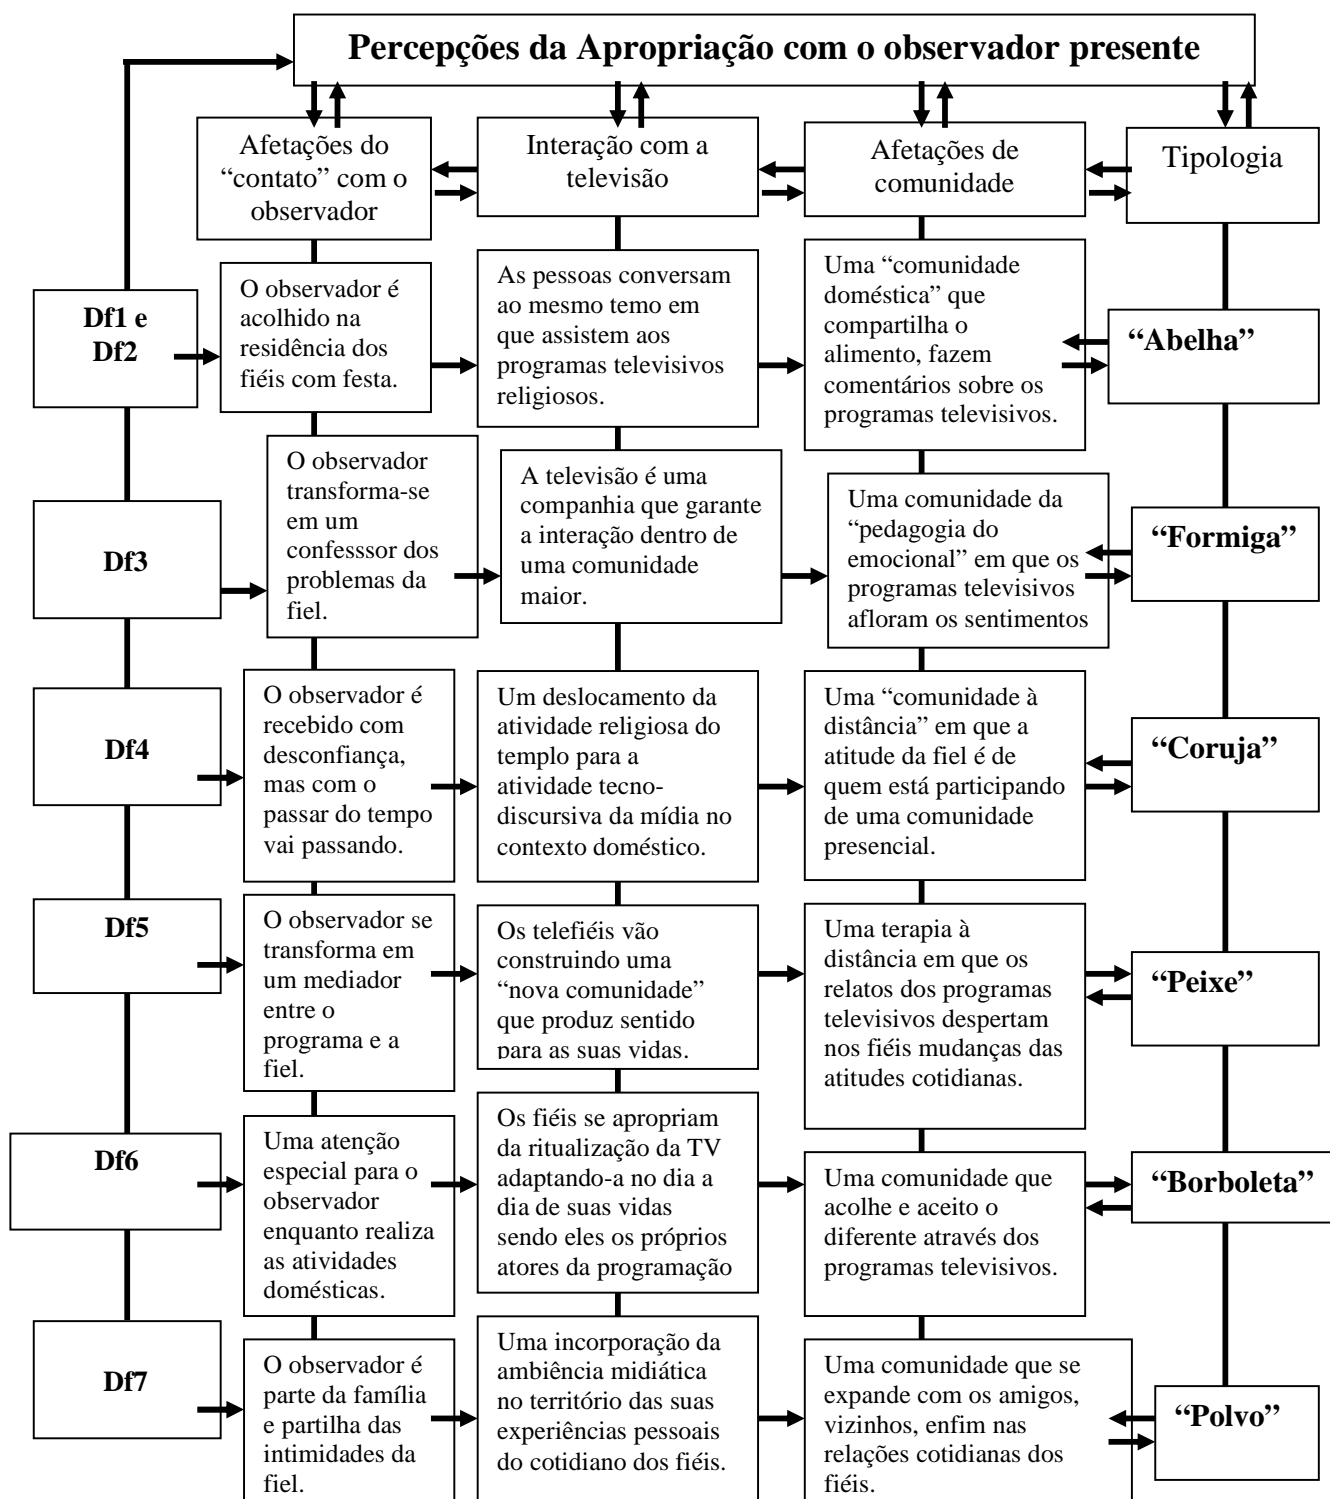 Percepções da Apropriação com o observador presente
Afetações do
“contato” com o
observador
Interação com a
televisão
Afetações de
comunidade
Tipologia
Df1 e
Df2
O observador é
acolhido na
residência dos
fiéis com festa.
As pessoas conversam
ao mesmo temo em
que assistem aos
programas televisivos
religiosos.
Uma “comunidade
doméstica” que
compartilha o
alimento, fazem
comentários sobre os
programas televisivos.
“Abelha”
Df3
O observador
transforma-se
em um
confesssor dos
problemas da
fiel.
A televisão é uma
companhia que garante
a interação dentro de
uma comunidade
maior.
Uma comunidade da
“pedagogia do
emocional” em que os
programas televisivos
afloram os sentimentos
“Formiga”
Df4
O observador é
recebido com
desconfiança,
mas com o
passar do tempo
vai passando.
Um deslocamento da
atividade religiosa do
templo para a
atividade tecno-
discursiva da mídia no
contexto doméstico.
Uma “comunidade à
distância” em que a
atitude da fiel é de
quem está participando
de uma comunidade
presencial.
“Coruja”
Df5
O observador se
transforma em
um mediador
entre o
programa e a
fiel.
Os telefiéis vão
construindo uma
“nova comunidade”
que produz sentido
para as suas vidas.
Uma terapia à
distância em que os
relatos dos programas
televisivos despertam
nos fiéis mudanças das
atitudes cotidianas.
“Peixe”
Df6
Uma atenção
especial para o
observador
enquanto realiza
as atividades
domésticas.
Os fiéis se apropriam
da ritualização da TV
adaptando-a no dia a
dia de suas vidas
sendo eles os próprios
atores da programação
Uma comunidade que
acolhe e aceito o
diferente através dos
programas televisivos.
“Borboleta”
Df7
O observador é
parte da família
e partilha das
intimidades da
fiel.
Uma incorporação da
ambiência midiática
no território das suas
experiências pessoais
do cotidiano dos fiéis.
Uma comunidade que se
expande com os amigos,
vizinhos, enfim nas
relações cotidianas dos
fiéis.
“Polvo”